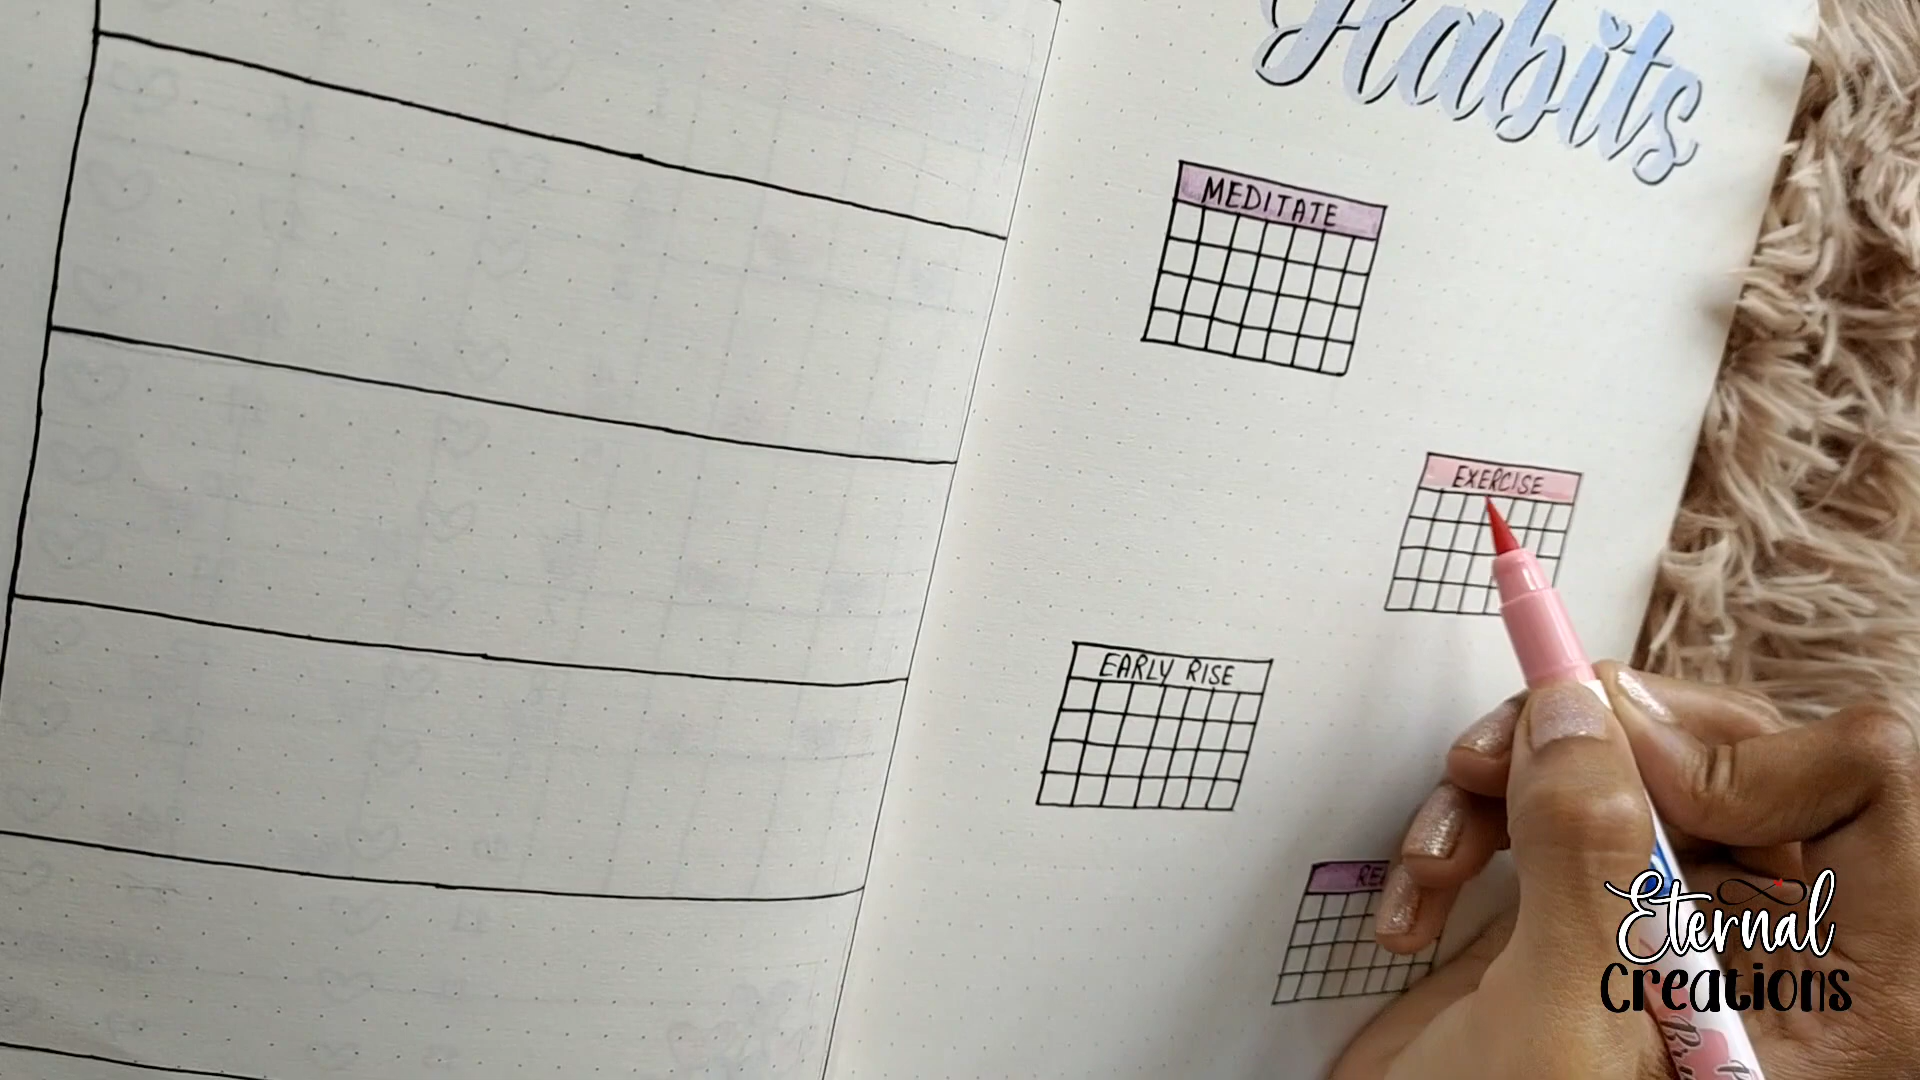 Habits
MEDITATE
EXERCISE
EARLY RISE
Eternal
Creations